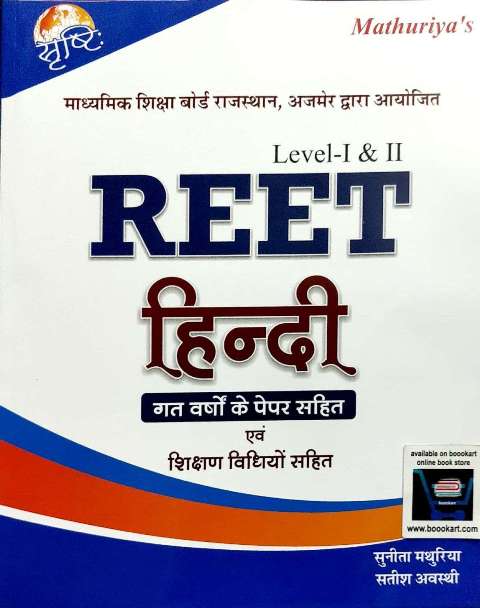 सृष्टि:
Mathuriya's
माध्यमिक शिक्षा बोर्ड राजस्थान, अजमेर द्वारा आयोजित
Level-I & II
REET
हिन्दी
गत वर्षों के पेपर सहित
एवं
शिक्षण विधियों सहित
available on boookart
online book store
boookart
www.boookart.com
सुनीता मथुरिया
सतीश अवस्थी